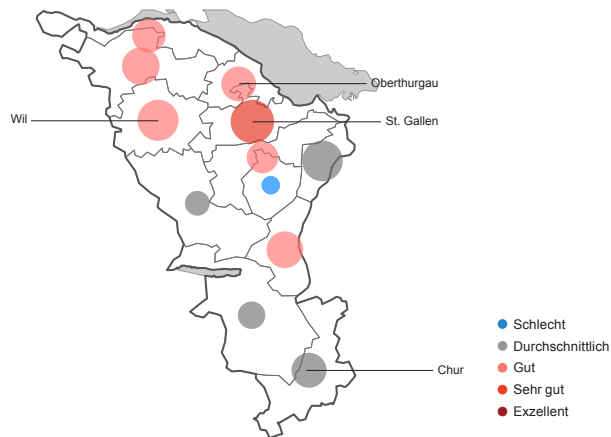 Oberthurgau
Wil
St. Gallen
Schlecht
Durchschnittlich
Gut
Chur
Sehr gut
Exzellent